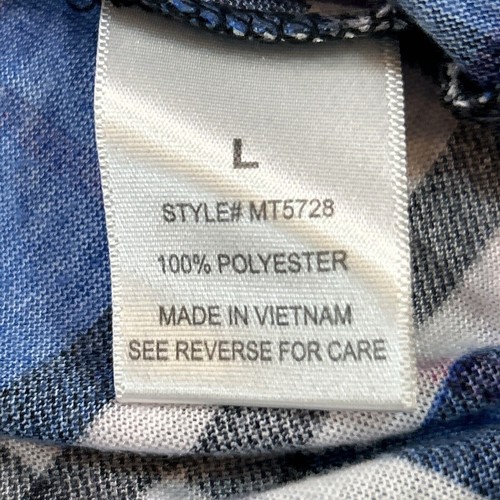 L
STYLE# MT5728
100% POLYESTER
MADE IN VIETNAM
SEE REVERSE FOR CARE